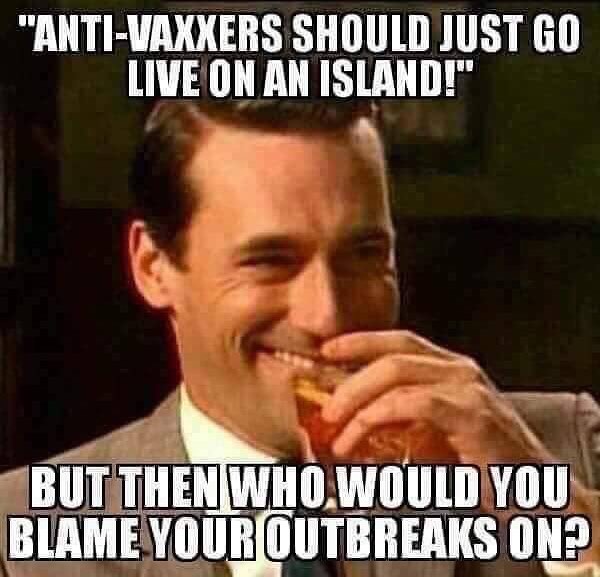 "ANTI-VAXXERS SHOULD JUST GO
LIVE ON AN ISLAND!"
BUT THEN WHO WOULD YOU
BLAME YOUR OUTBREAKS ON?